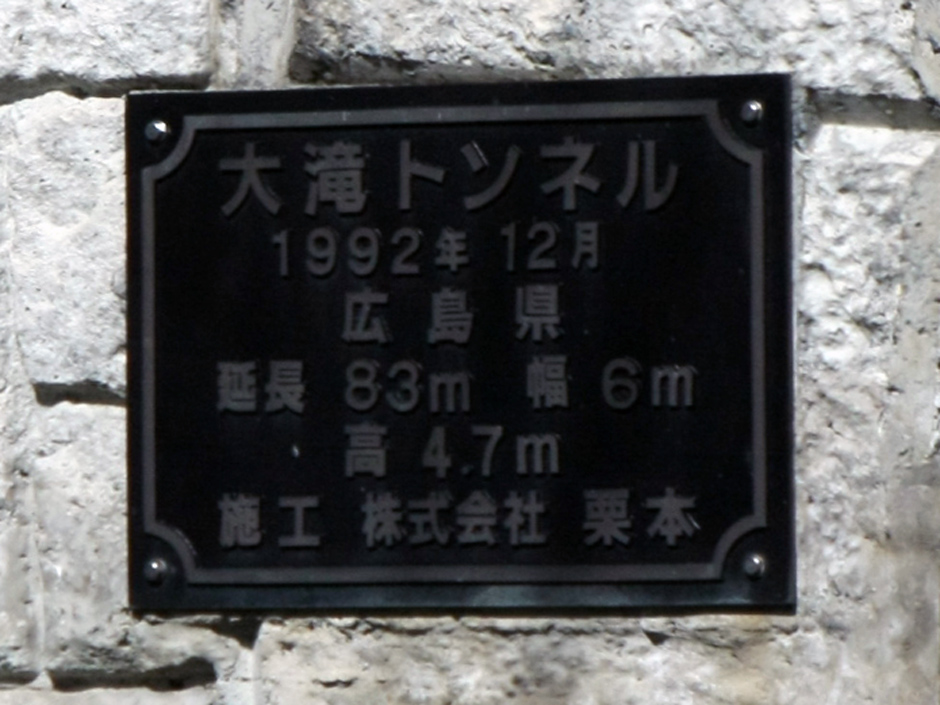 大滝トンネル
1992年 12月
広島県
延長 83m 幅 6m
高 4.7m
施工 株式会社 栗本